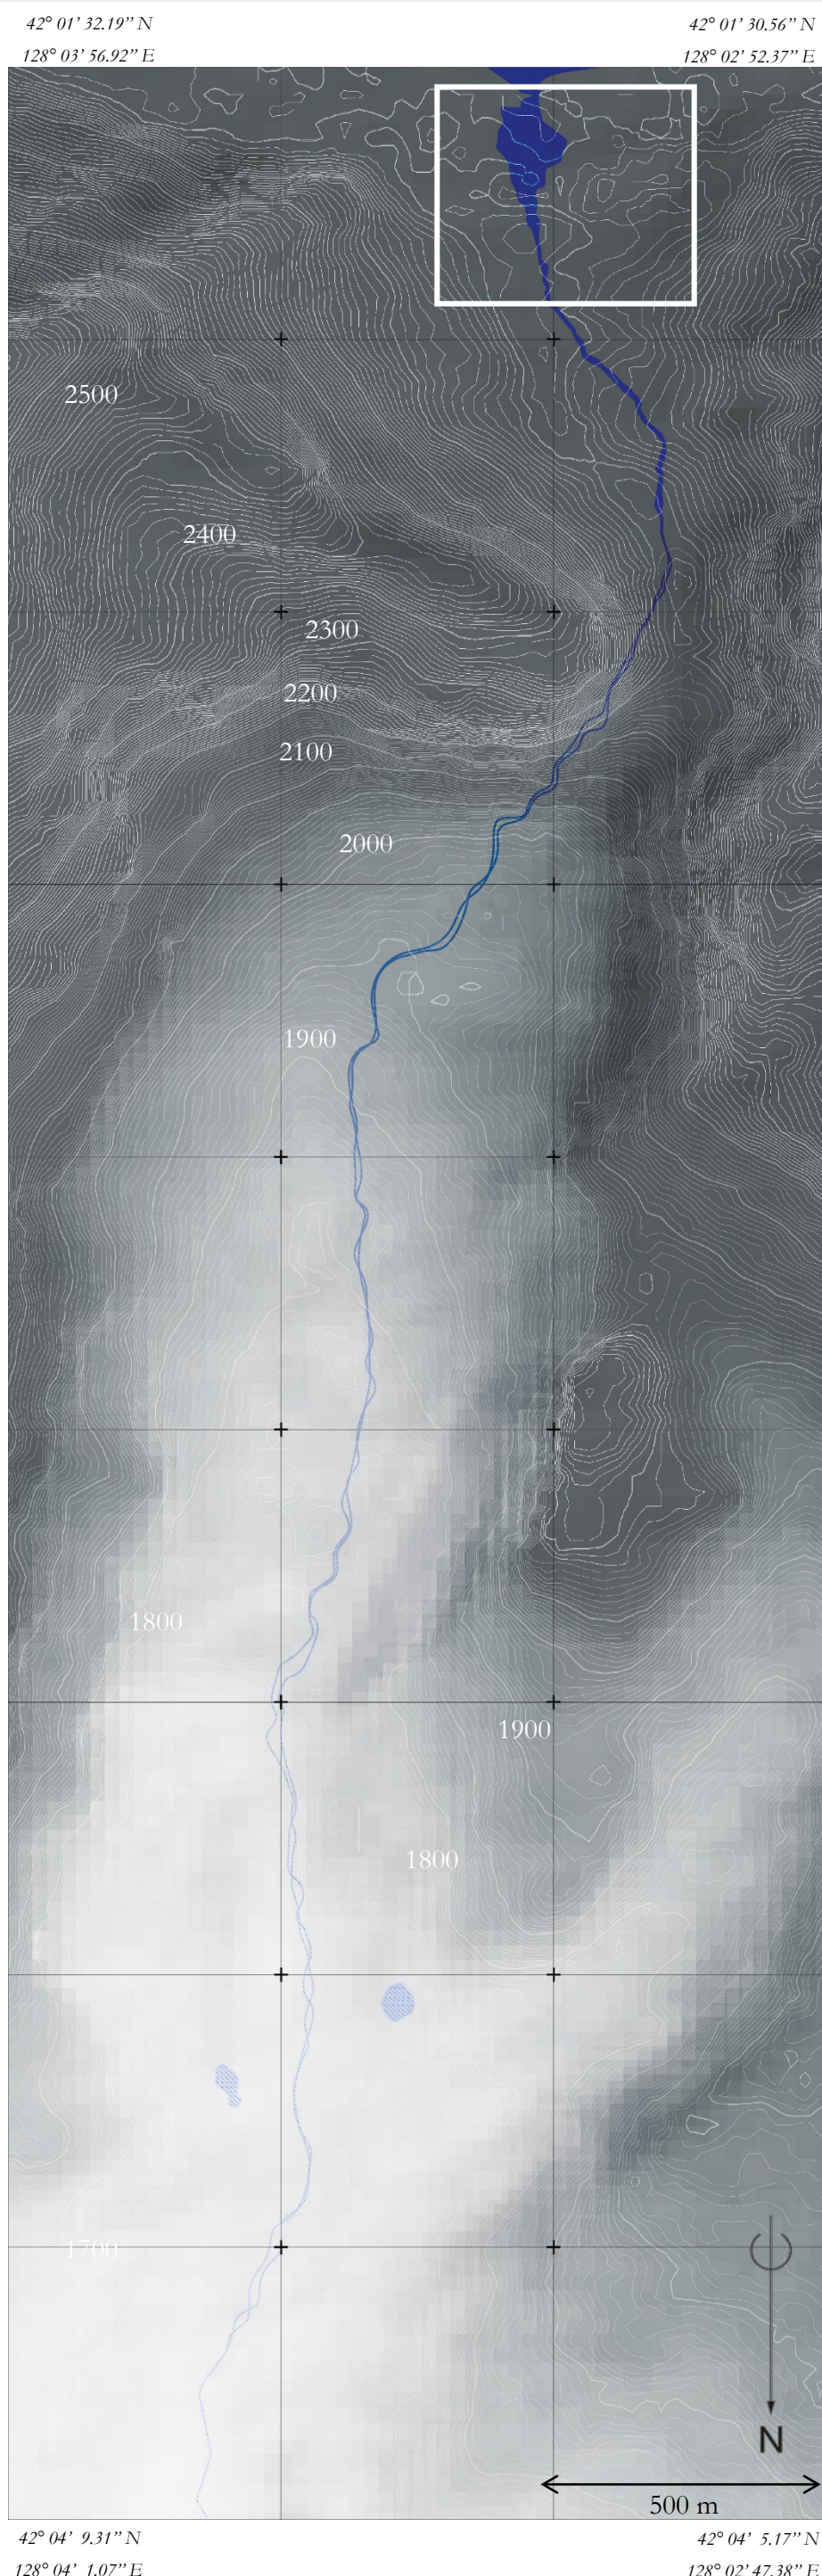 42° 01’ 32.19” N
128° 03’ 56.92” E
42° 01’ 30.56” N
128° 02’ 52.37” E
2500
2400
2300
2200
2100
2000
1900
1800
1900
1800
1700
N
500 m
42° 04’ 9.31” N
128° 04’ 1.07” E
42° 04’ 5.17” N
128° 02’ 47.38” E